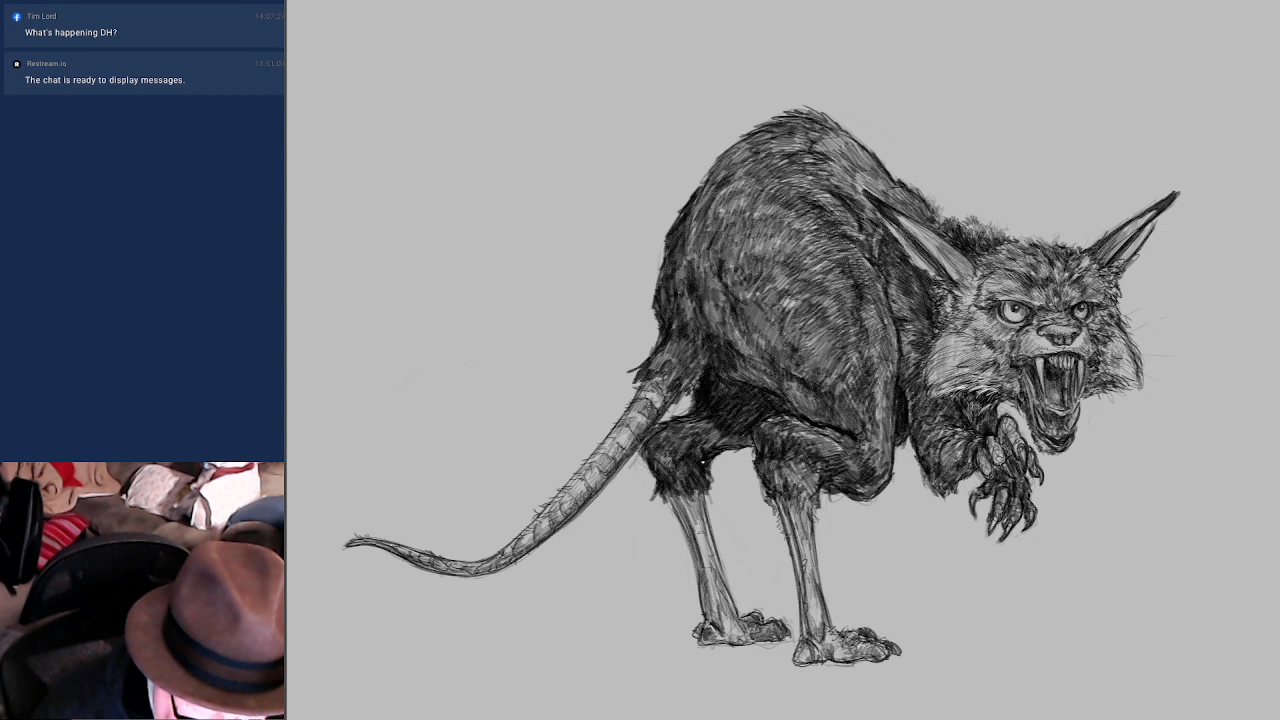 Tim Lord
What's happening DH?
Restream.io
The chat is ready to display messages.